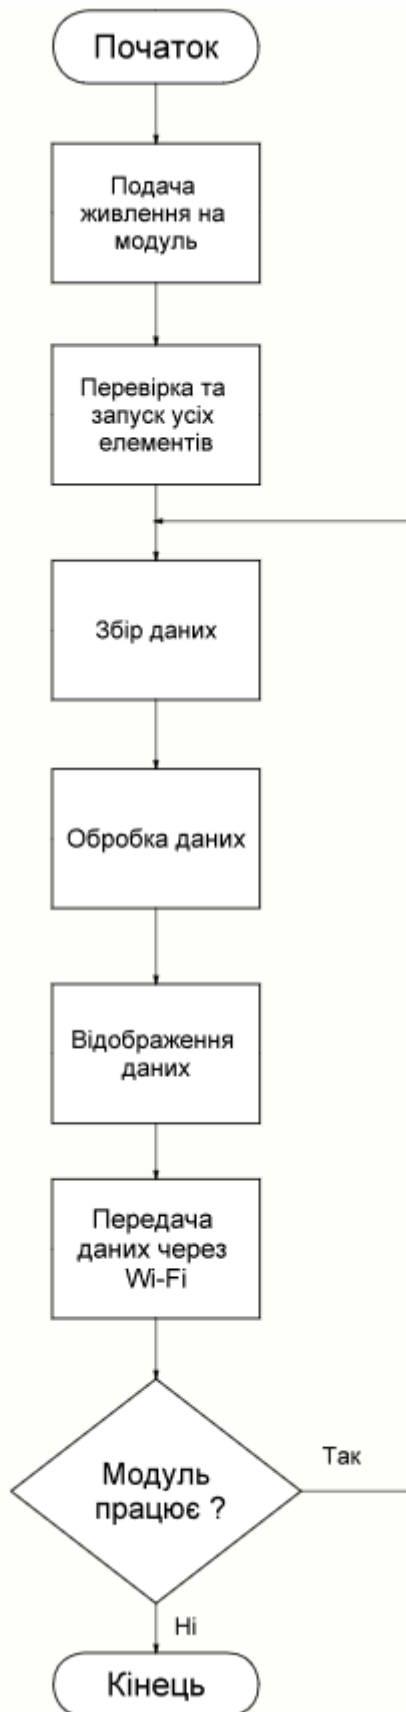 Початок
Подача
живлення на
модуль
Перевірка та
запуск усіх
елементів
Збір даних
Обробка даних
Відображення
даних
Передача
даних через
Wi-Fi
Модуль
працює ?
Так
Ні
Кінець